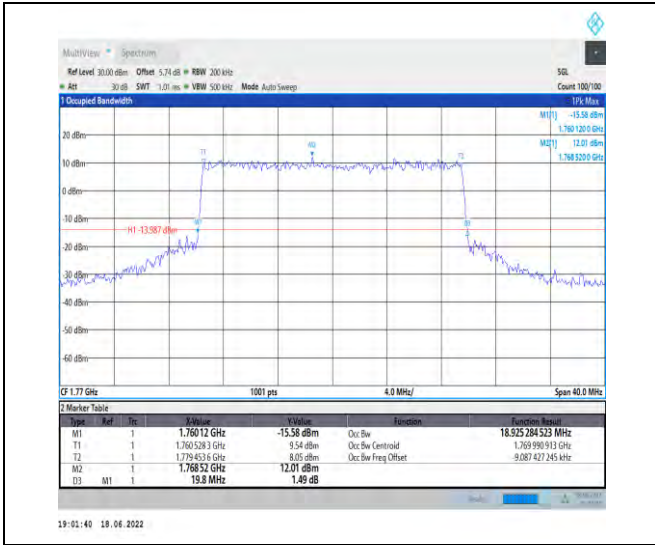 MultiView Spectrum
Ref Level 30.00 dBm Offset 5.74 dB RBW 200 kHz SGL
Att 30 dB SWT 1.01 ms VBW 500 kHz Mode Auto Sweep Count 100/100
1 Occupied Bandwidth 1Pk Max
M1[1] -15.58 dBm
1.760 120 0 GHz
M2[1] 12.01 dBm
1.768 520 0 GHz
20 dBm
T1 M2 T2
10 dBm
0 dBm
-10 dBm
H1 -13.987 dBm
-20 dBm
-30 dBm
-40 dBm
-50 dBm
-60 dBm
CF 1.77 GHz 1001 pts 4.0 MHz/ Span 40.0 MHz
2 Marker Table
Type Ref Trc X-Value Y-Value Function Function Result
M1 1 1.76012 GHz -15.58 dBm Occ Bw 18.925 284 523 MHz
T1 1 1.760 528 3 GHz 9.54 dBm Occ Bw Centroid 1.769 990 913 GHz
T2 1 1.779 453 6 GHz 8.05 dBm Occ Bw Freq Offset -9.087 427 245 kHz
M2 1 1.768 52 GHz 12.01 dBm
D3 M1 1 19.8 MHz 1.49 dB
19:01:40 18.06.2022